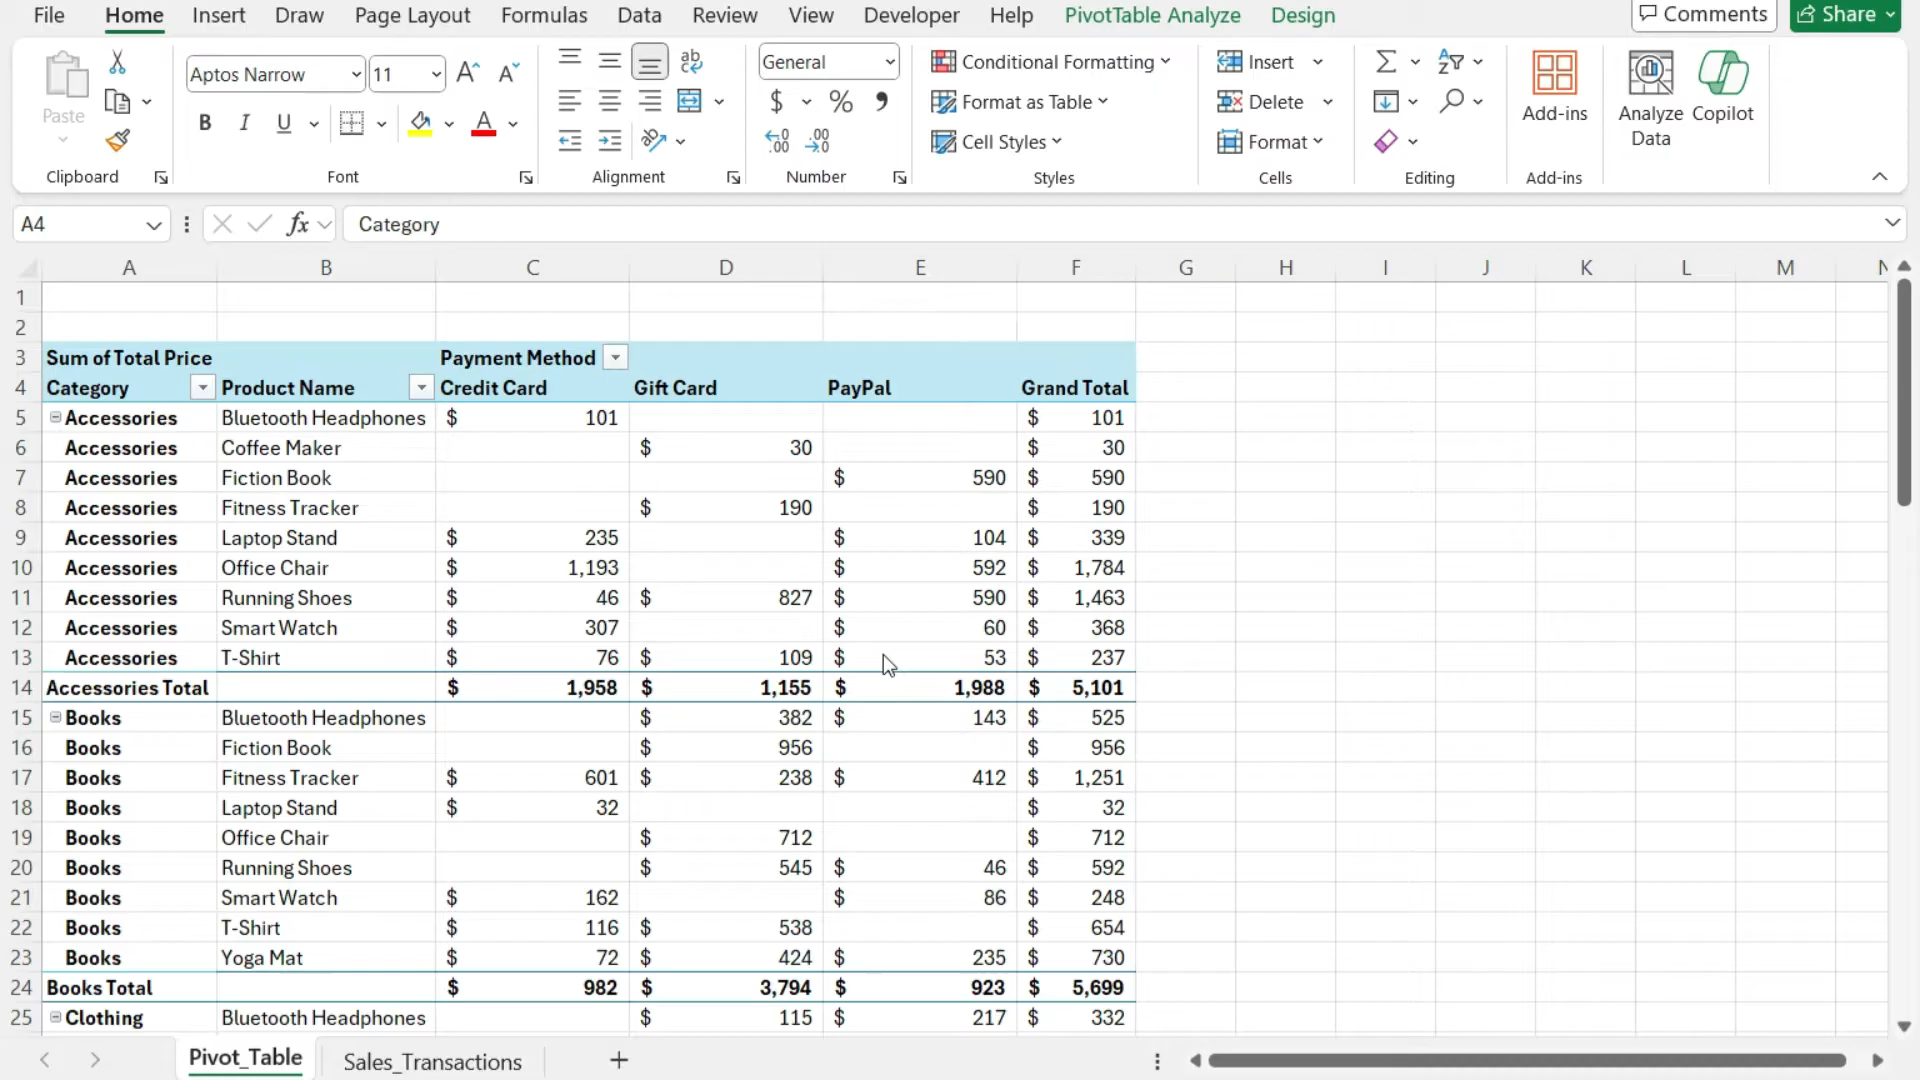 File Home Insert Draw Page Layout Formulas Data Review View Developer Help PivotTable Analyze Design Comments Share
Paste Aptos Narrow 11 General Conditional Formatting Insert
Format as Table Delete Add-ins Analyze Data Copilot
B I U Cell Styles Format
Clipboard Font Alignment Number Styles Cells Editing Add-ins
A4 fx Category
A B C D E F G H I J K L M N
1
2
3 Sum of Total Price Payment Method
4 Category Product Name Credit Card Gift Card PayPal Grand Total
5 Accessories Bluetooth Headphones $ 101 $ 101
6 Accessories Coffee Maker $ 30 $ 30
7 Accessories Fiction Book $ 590 $ 590
8 Accessories Fitness Tracker $ 190 $ 190
9 Accessories Laptop Stand $ 235 $ 104 $ 339
10 Accessories Office Chair $ 1,193 $ 592 $ 1,784
11 Accessories Running Shoes $ 46 $ 827 $ 590 $ 1,463
12 Accessories Smart Watch $ 307 $ 60 $ 368
13 Accessories T-Shirt $ 76 $ 109 $ 53 $ 237
14 Accessories Total $ 1,958 $ 1,155 $ 1,988 $ 5,101
15 Books Bluetooth Headphones $ 382 $ 143 $ 525
16 Books Fiction Book $ 956 $ 956
17 Books Fitness Tracker $ 601 $ 238 $ 412 $ 1,251
18 Books Laptop Stand $ 32 $ 32
19 Books Office Chair $ 712 $ 712
20 Books Running Shoes $ 545 $ 46 $ 592
21 Books Smart Watch $ 162 $ 86 $ 248
22 Books T-Shirt $ 116 $ 538 $ 654
23 Books Yoga Mat $ 72 $ 424 $ 235 $ 730
24 Books Total $ 982 $ 3,794 $ 923 $ 5,699
25 Clothing Bluetooth Headphones $ 115 $ 217 $ 332
Pivot_Table Sales_Transactions